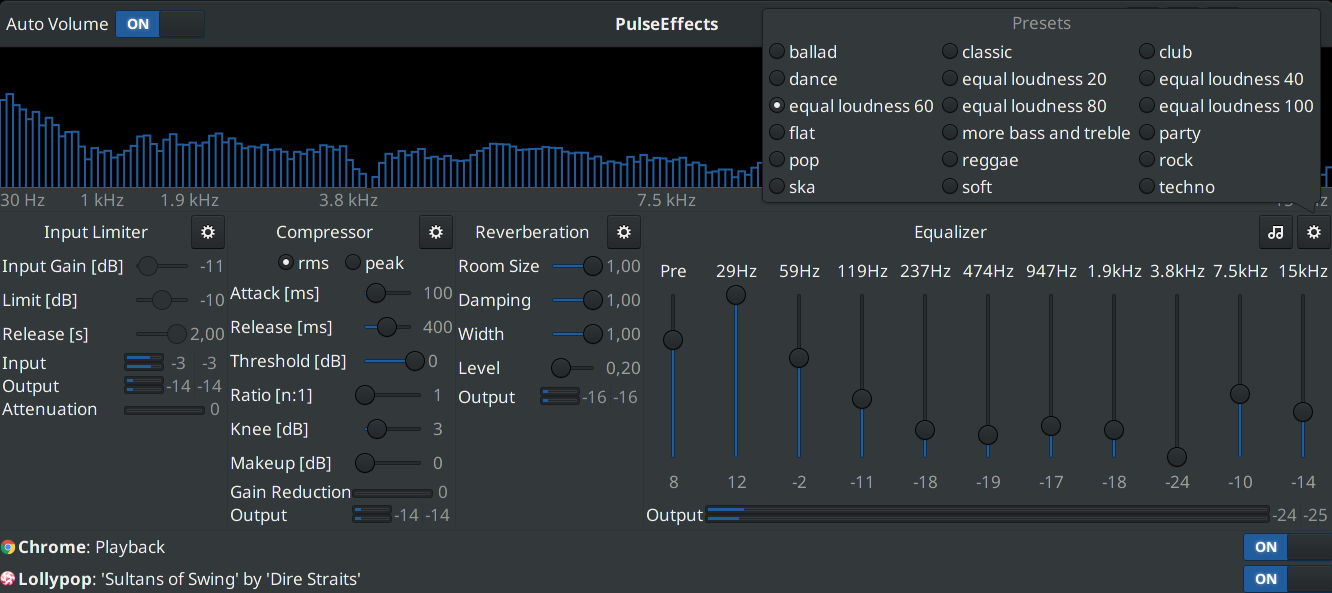 Auto Volume ON PulseEffects
Presets
ballad classic club
dance equal loudness 20 equal loudness 40
equal loudness 60 equal loudness 80 equal loudness 100
flat more bass and treble party
pop reggae rock
ska soft techno
30 Hz 1 kHz 1.9 kHz 3.8 kHz 7.5 kHz
Input Limiter
Input Gain [dB] -11
Limit [dB] -10
Release [s] 2,00
Input -3 -3
Output -14 -14
Attenuation 0
Compressor
rms peak
Attack [ms] 100
Release [ms] 400
Threshold [dB] 0
Ratio [n:1] 1
Knee [dB] 3
Makeup [dB] 0
Gain Reduction 0
Output -14 -14
Reverberation
Room Size 1,00
Damping 1,00
Width 1,00
Level 0,20
Output -16 -16
Equalizer
Pre 29Hz 59Hz 119Hz 237Hz 474Hz 947Hz 1.9kHz 3.8kHz 7.5kHz 15kHz
8 12 -2 -11 -18 -19 -17 -18 -24 -10 -14
Output -24 -25
Chrome: Playback ON
Lollypop: 'Sultans of Swing' by 'Dire Straits' ON